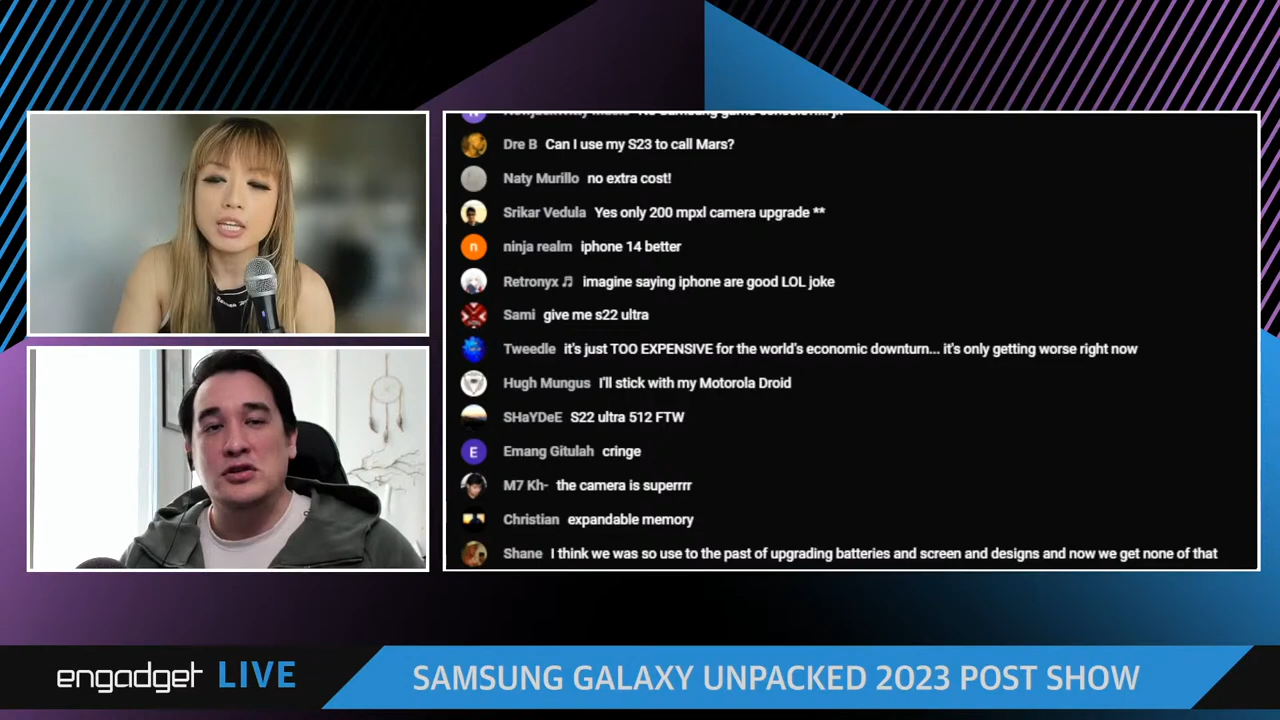 Dre B Can I use my S23 to call Mars?
Naty Murillo no extra cost!
Srikar Vedula Yes only 200 mpxl camera upgrade **
n ninja realm iphone 14 better
Retronyx ♬ imagine saying iphone are good LOL joke
Sami give me s22 ultra
Tweedle it's just TOO EXPENSIVE for the world's economic downturn... it's only getting worse right now
Hugh Mungus I'll stick with my Motorola Droid
SHaYDeE S22 ultra 512 FTW
E Emang Gitulah cringe
M7 Kh- the camera is superrrr
Christian expandable memory
Shane I think we was so use to the past of upgrading batteries and screen and designs and now we get none of that
engadget LIVE
SAMSUNG GALAXY UNPACKED 2023 POST SHOW